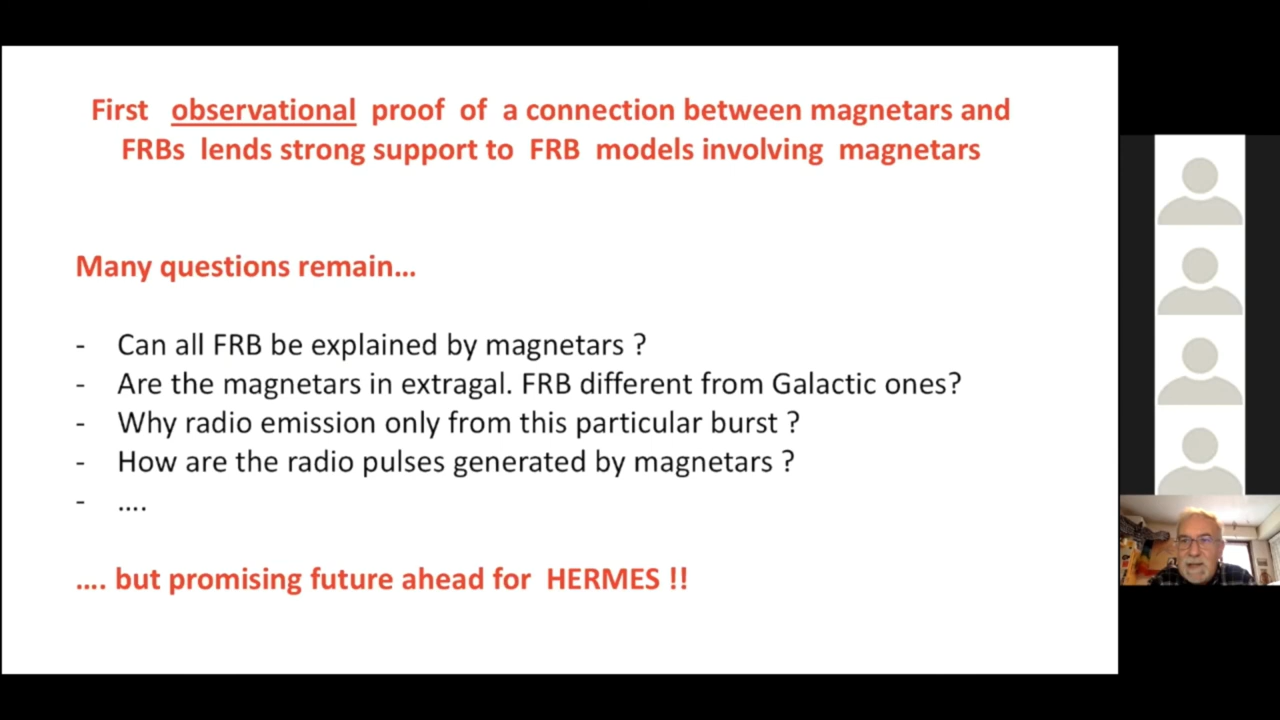 First observational proof of a connection between magnetars and
FRBs lends strong support to FRB models involving magnetars
Many questions remain...
- Can all FRB be explained by magnetars ?
- Are the magnetars in extragal. FRB different from Galactic ones?
- Why radio emission only from this particular burst ?
- How are the radio pulses generated by magnetars ?
- ....
.... but promising future ahead for HERMES !!